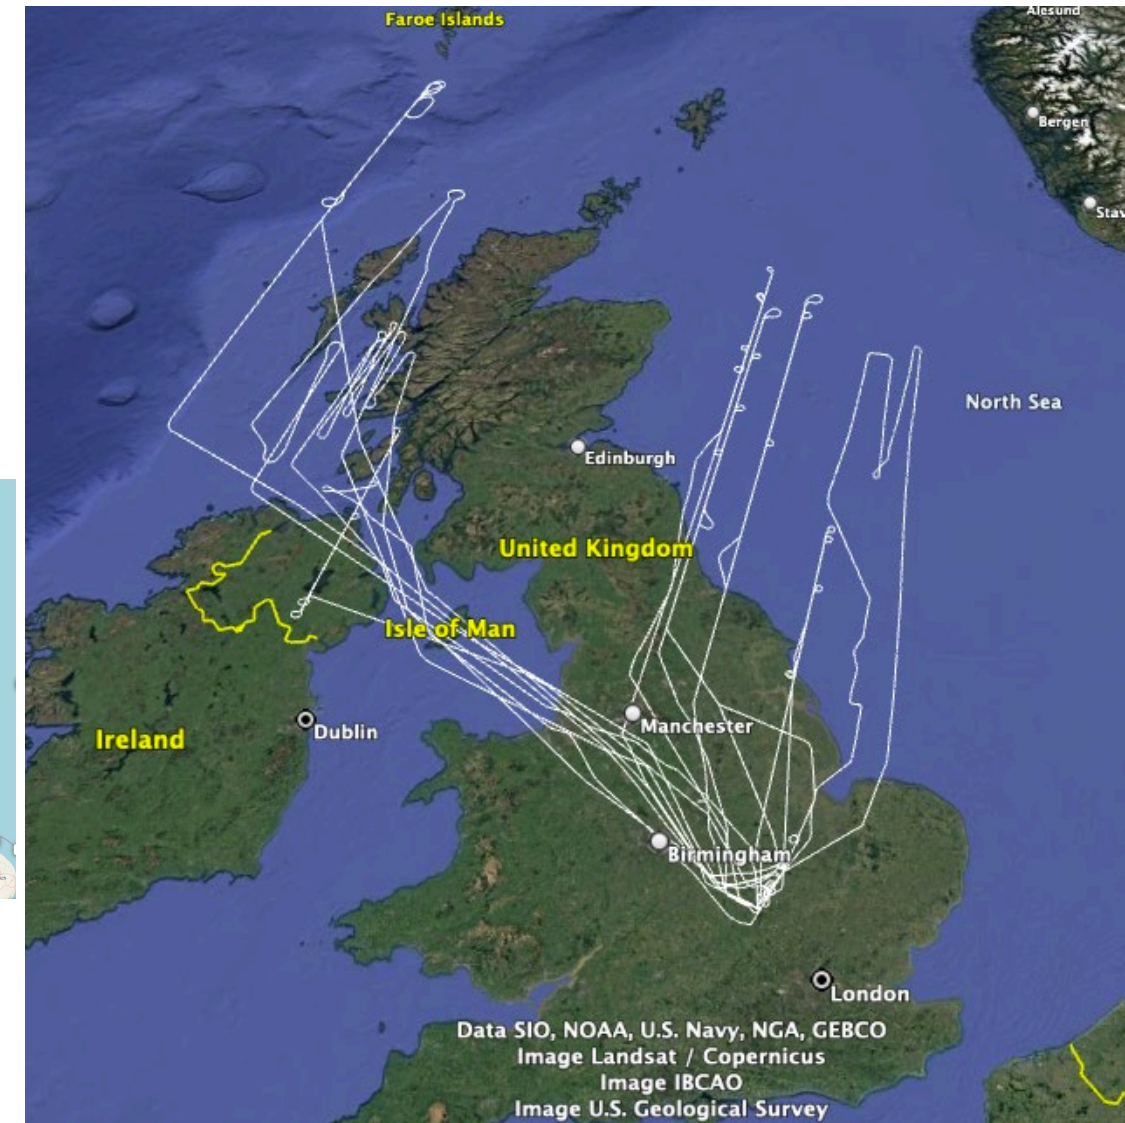 Faroe Islands
Alesund
Bergen
Stav
North Sea
Edinburgh
United Kingdom
Isle of Man
Manchester
Dublin
Ireland
Birmingham
London
Data SIO, NOAA, U.S. Navy, NGA, GEBCO
Image Landsat / Copernicus
Image IBCAO
Image U.S. Geological Survey